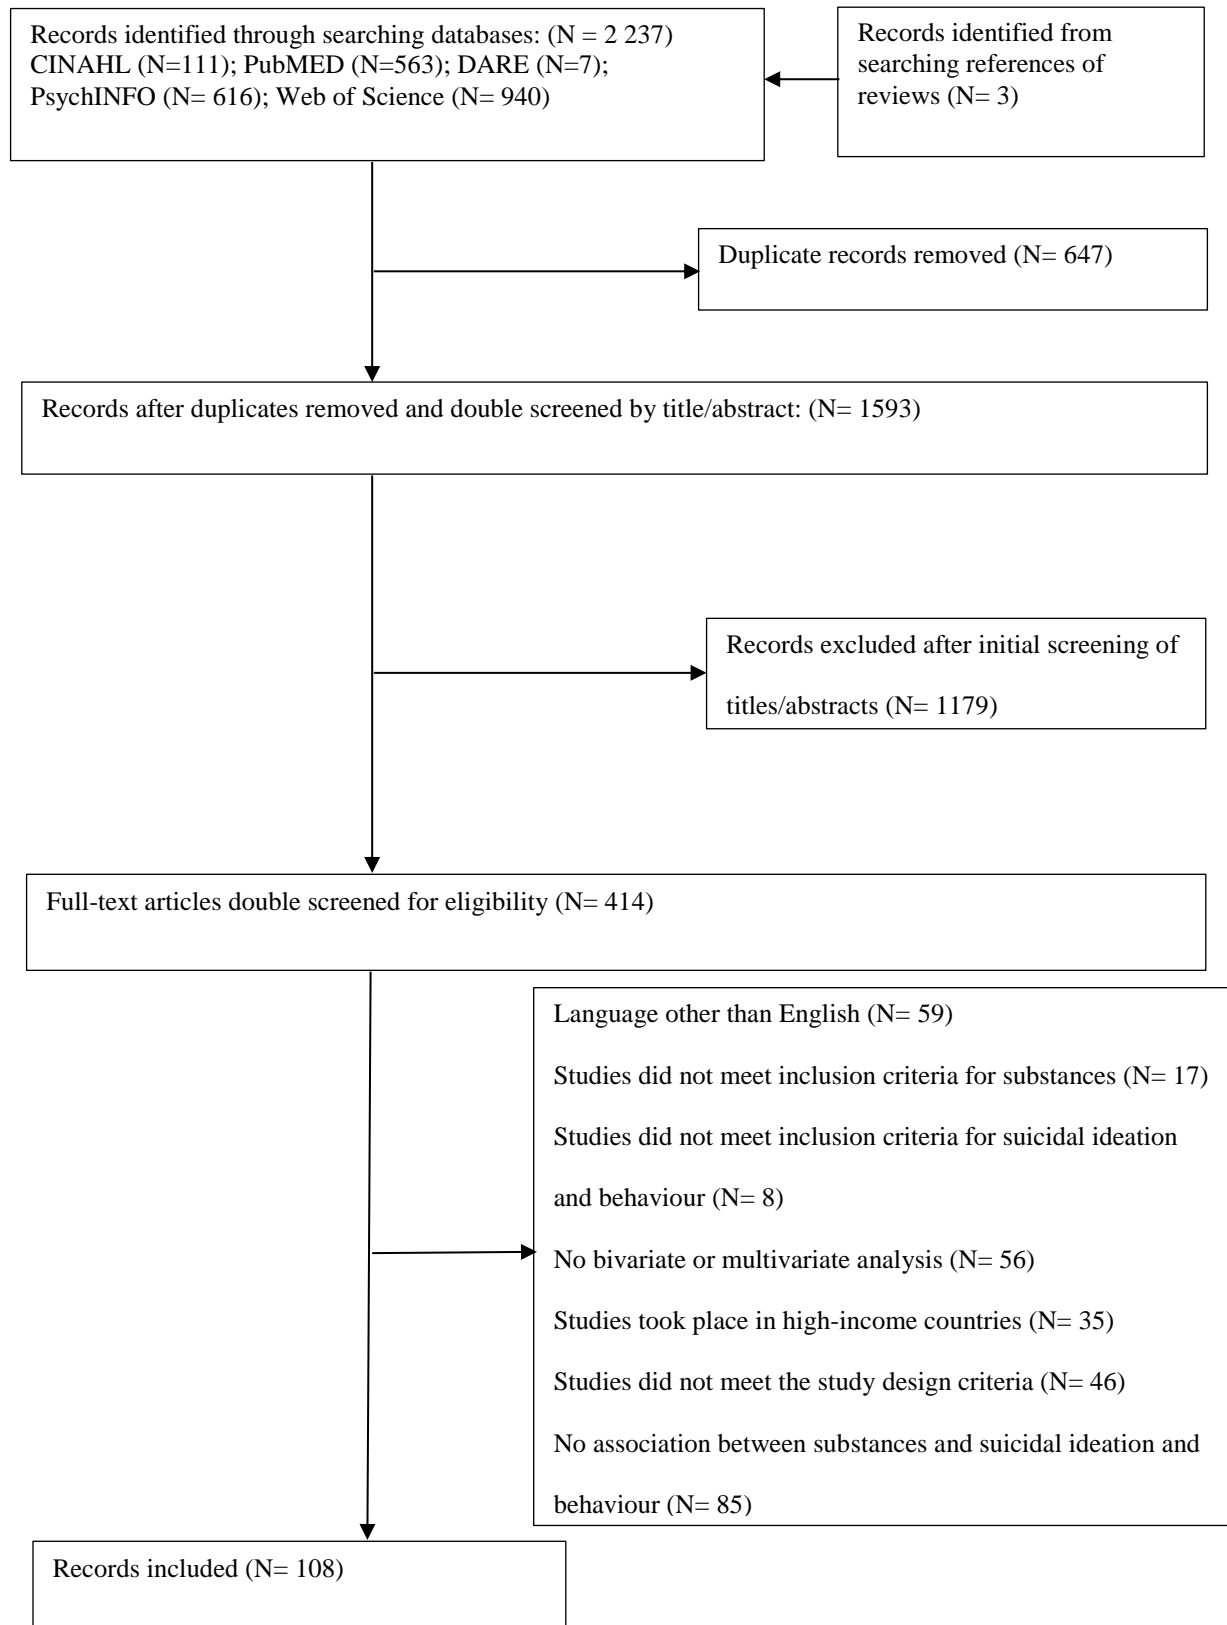 Records identified through searching databases: (N = 2 237)
CINAHL (N=111); PubMED (N=563); DARE (N=7);
PsychINFO (N= 616); Web of Science (N= 940)
Records identified from
searching references of
reviews (N= 3)
Duplicate records removed (N= 647)
Records after duplicates removed and double screened by title/abstract: (N= 1593)
Records excluded after initial screening of
titles/abstracts (N= 1179)
Full-text articles double screened for eligibility (N= 414)
Language other than English (N= 59)
Studies did not meet inclusion criteria for substances (N= 17)
Studies did not meet inclusion criteria for suicidal ideation
and behaviour (N= 8)
No bivariate or multivariate analysis (N= 56)
Studies took place in high-income countries (N= 35)
Studies did not meet the study design criteria (N= 46)
No association between substances and suicidal ideation and
behaviour (N= 85)
Records included (N= 108)